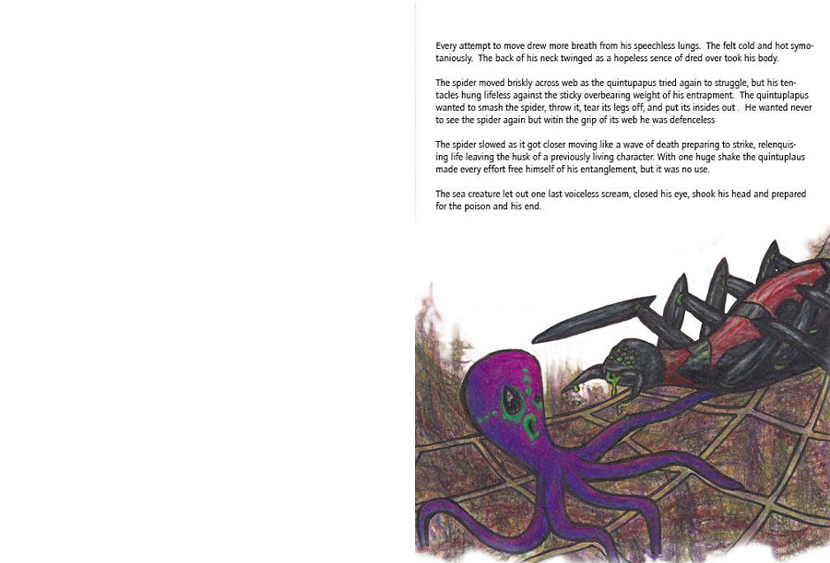 Every attempt to move drew more breath from his speechless lungs.  The felt cold and hot symo-
taniously.  The back of his neck twinged as a hopeless sence of dred over took his body.
The spider moved briskly across web as the quintupapus tried again to struggle, but his ten-
tacles hung lifeless against the sticky overbearing weight of his entrapment.  The quintuplapus
wanted to smash the spider, throw it, tear its legs off, and put its insides out .  He wanted never
to see the spider again but witin the grip of its web he was defenceless
The spider slowed as it got closer moving like a wave of death preparing to strike, relenquis-
ing life leaving the husk of a previously living character. With one huge shake the quintuplaus
made every effort free himself of his entanglement, but it was no use.
The sea creature let out one last voiceless scream, closed his eye, shook his head and prepared
for the poison and his end.